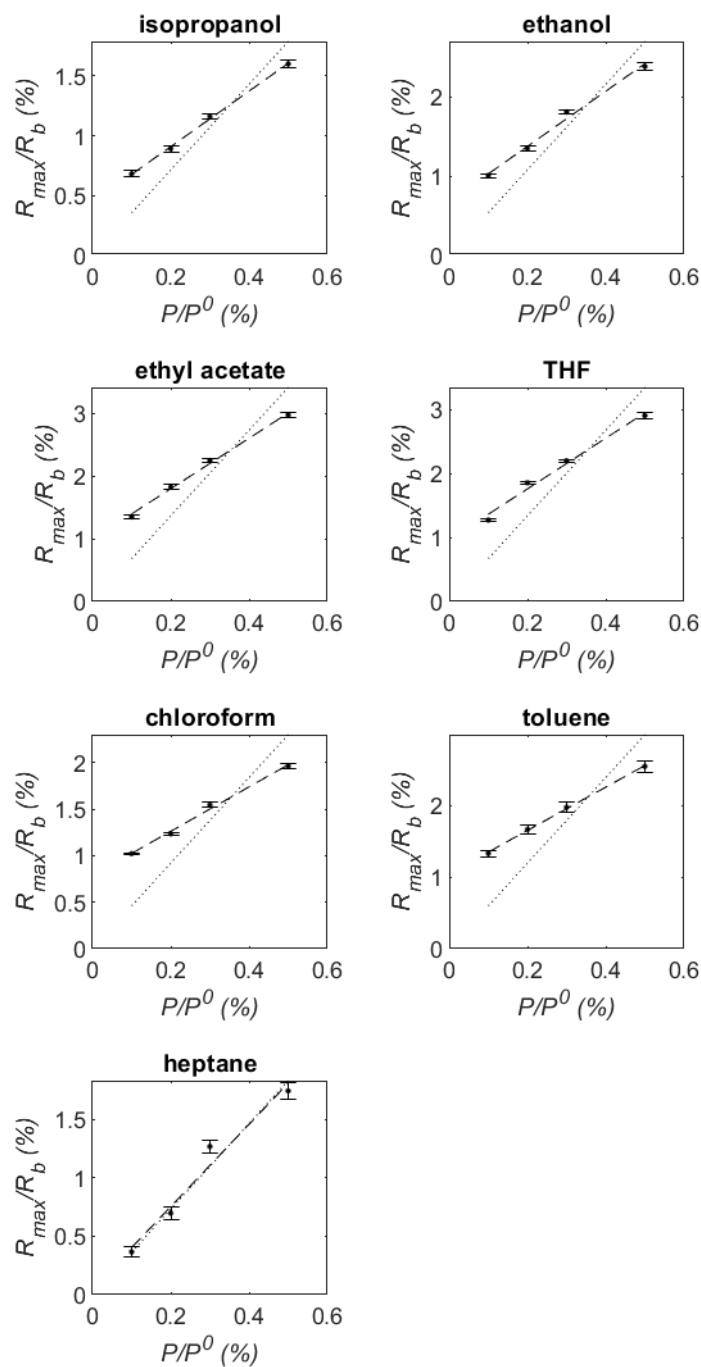 isopropanol
1.5
1
0.5
0
R_max/R_b (%)
0 0.2 0.4 0.6
P/P^0 (%)
ethanol
2
1
0
R_max/R_b (%)
0 0.2 0.4 0.6
P/P^0 (%)
ethyl acetate
3
2
1
0
R_max/R_b (%)
0 0.2 0.4 0.6
P/P^0 (%)
THF
3
2
1
0
R_max/R_b (%)
0 0.2 0.4 0.6
P/P^0 (%)
chloroform
2
1.5
1
0.5
0
R_max/R_b (%)
0 0.2 0.4 0.6
P/P^0 (%)
toluene
2
1
0
R_max/R_b (%)
0 0.2 0.4 0.6
P/P^0 (%)
heptane
1.5
1
0.5
0
R_max/R_b (%)
0 0.2 0.4 0.6
P/P^0 (%)